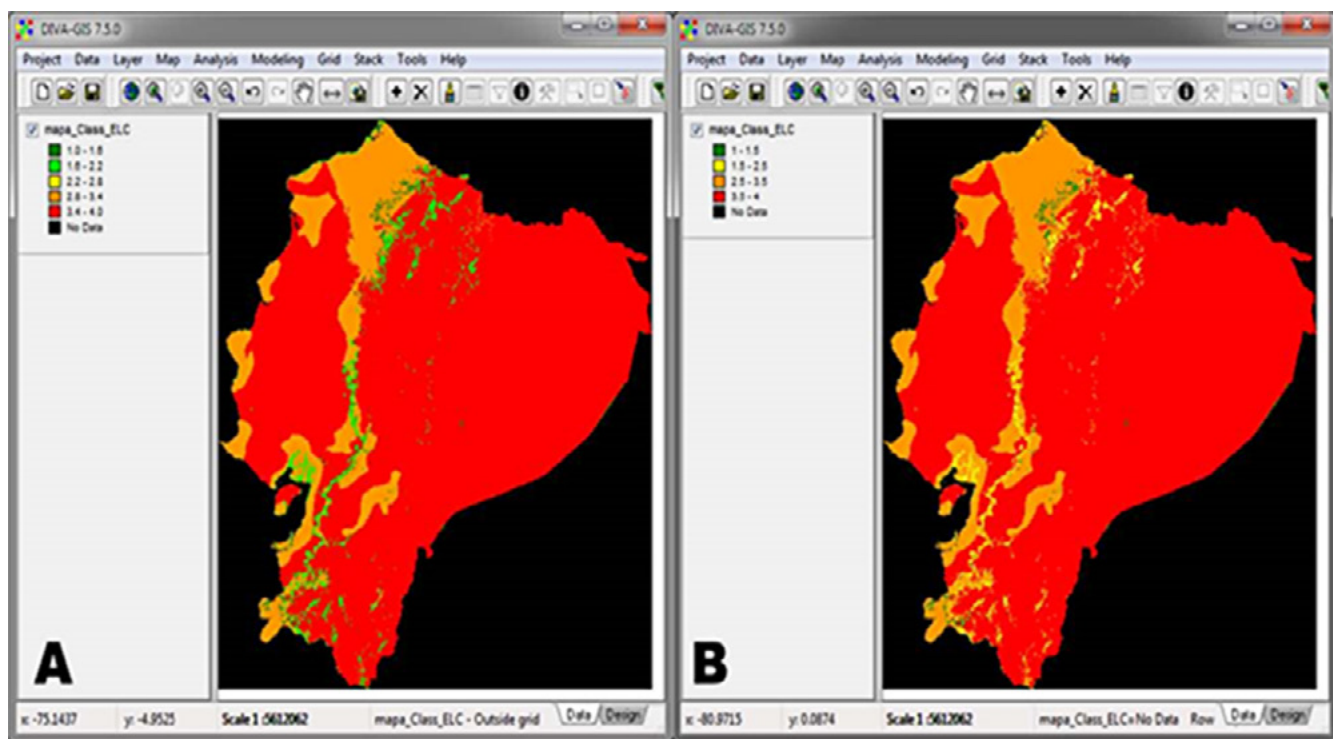 DIVA-GIS 7.5.0
Project Data Layer Map Analysis Modeling Grid Stack Tools Help
mapa_Class_ELC
1.0 - 1.6
1.6 - 2.2
2.2 - 2.8
2.8 - 3.4
3.4 - 4.0
No Data
A
x: -75.1437 y: -4.9525 Scale 1:5612062 mapa_Class_ELC - Outside grid Data Design
DIVA-GIS 7.5.0
Project Data Layer Map Analysis Modeling Grid Stack Tools Help
mapa_Class_ELC
1 - 1.5
1.5 - 2.5
2.5 - 3.5
3.5 - 4
No Data
B
x: -80.9715 y: 0.0874 Scale 1:5612062 mapa_Class_ELC=No Data Row Data Design